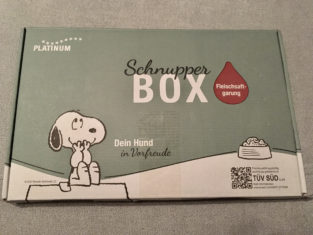 PLATINUM
Schnupper
BOX
Fleischsaft-
garung
Dein Hund
in Vorfreude
TÜV SÜD